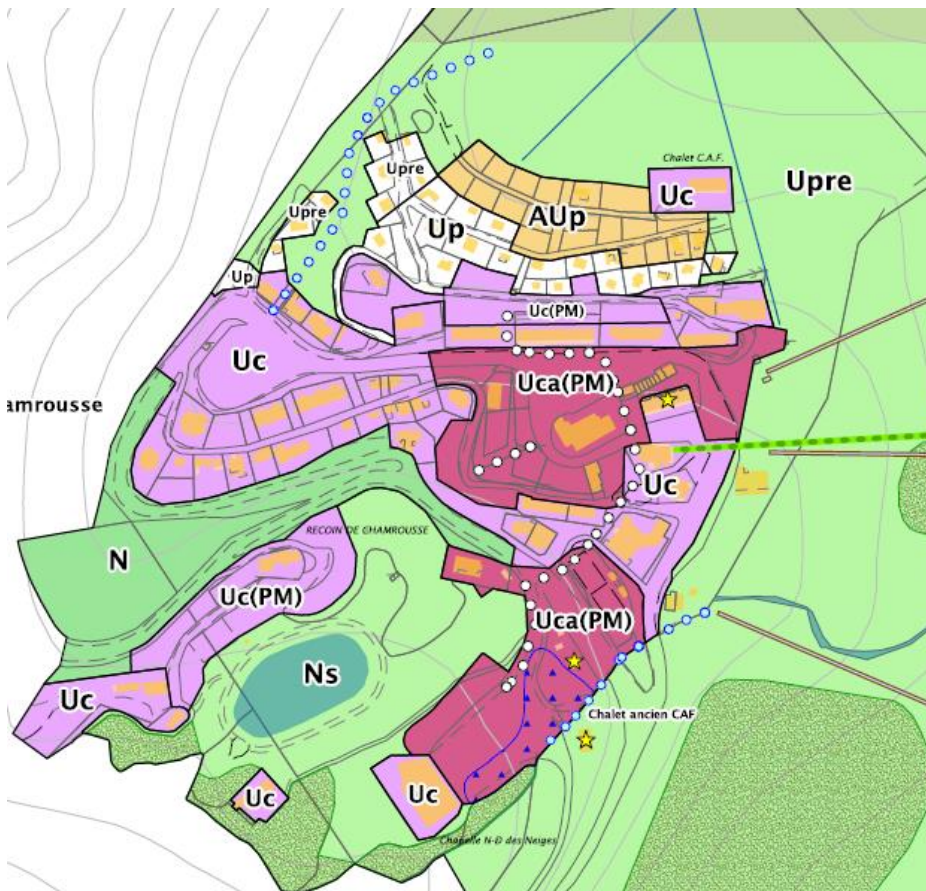 Chalet C.A.F.
Upre
Upre
Uc
Upre
AUp
Up
Up
Uc(PM)
Uc
Uca(PM)
amrousse
Uc
RECOIN DE CHAMROUSSE
N
Uc(PM)
Uca(PM)
Ns
Uc
Chalet ancien CAF
Uc
Uc
Chapelle N-D des Neiges